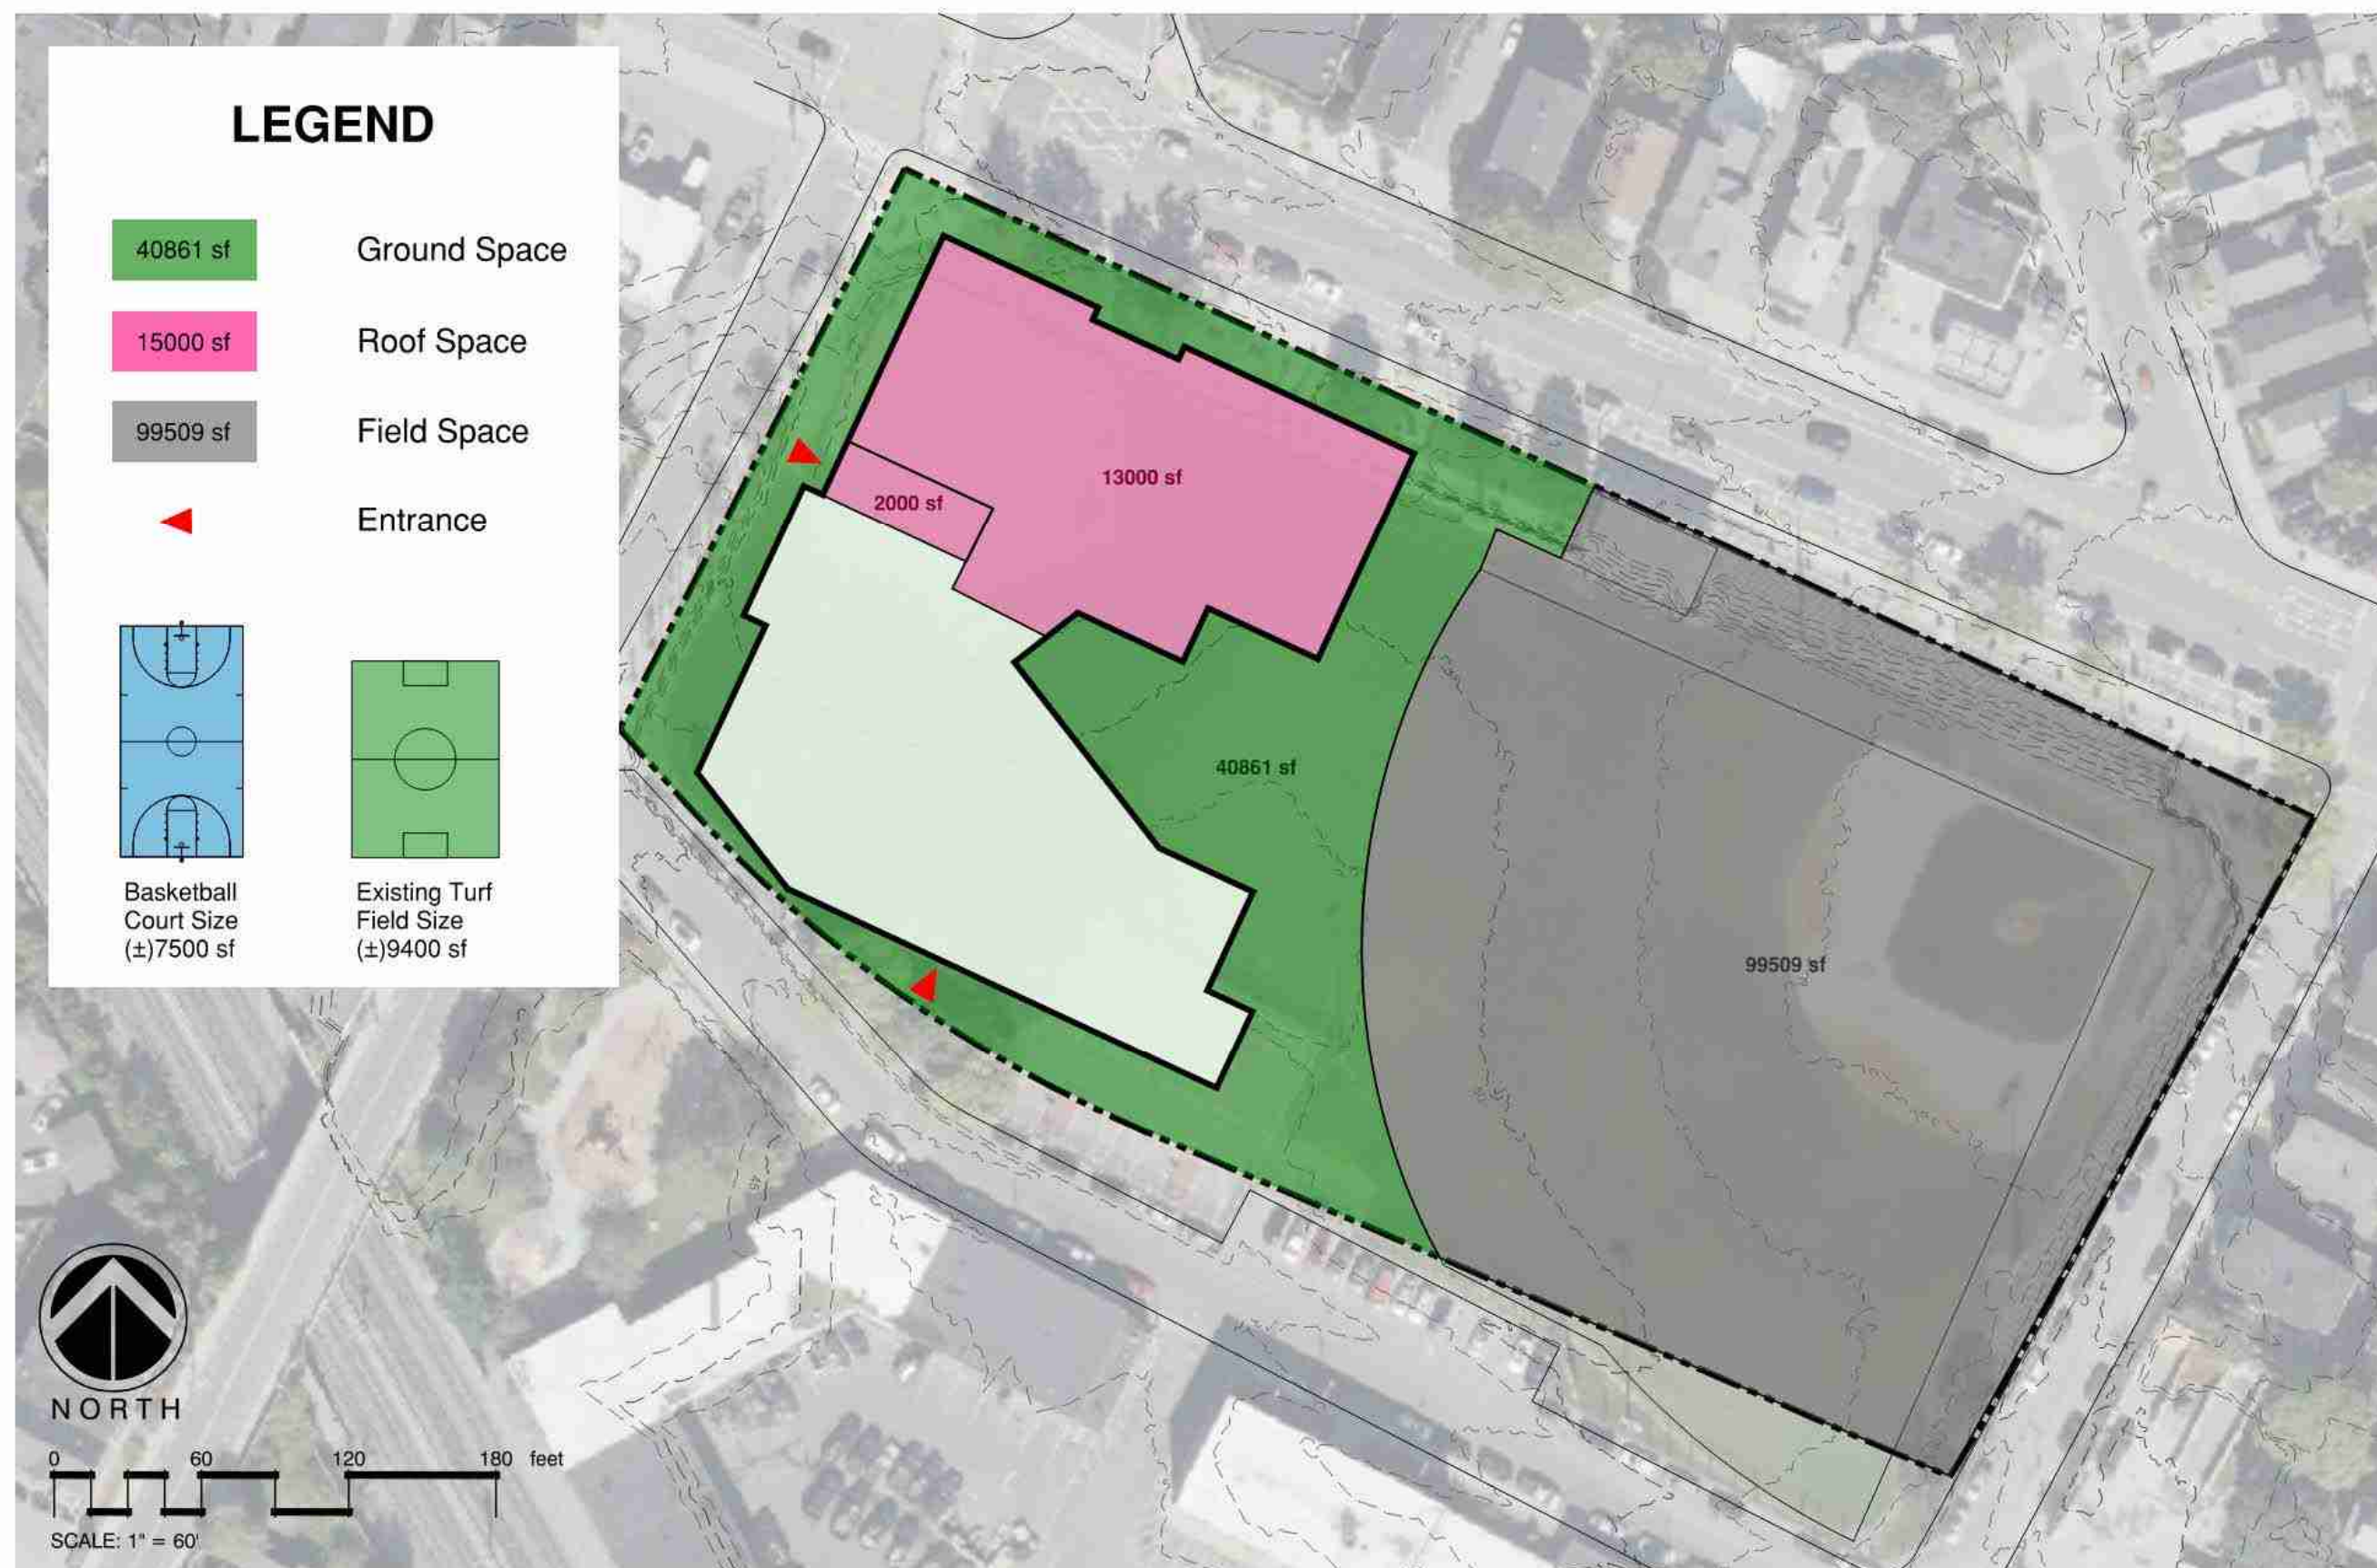 LEGEND
40861 sf Ground Space
15000 sf Roof Space
99509 sf Field Space
Entrance
Basketball
Court Size
(±)7500 sf
Existing Turf
Field Size
(±)9400 sf
13000 sf
2000 sf
40861 sf
99509 sf
45
NORTH
0 60 120 180 feet
SCALE: 1" = 60'